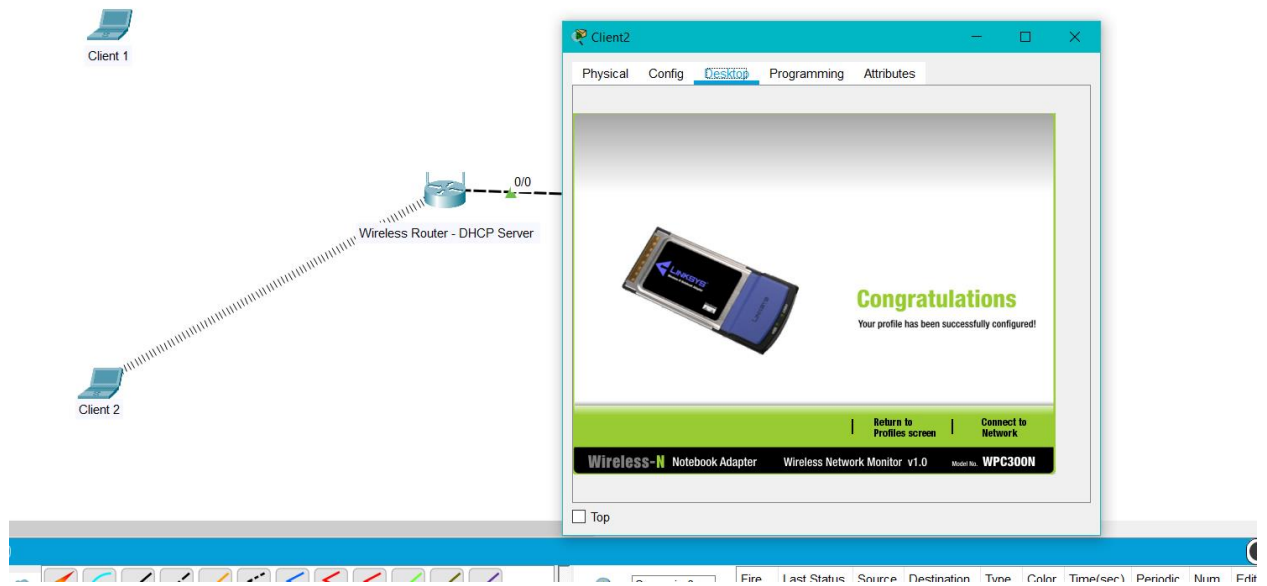 Client 1
0/0
Wireless Router - DHCP Server
Client 2
Client2
Physical Config Desktop Programming Attributes
LINKSYS
Congratulations
Your profile has been successfully configured!
Return to
Profiles screen
Connect to
Network
Wireless-N Notebook Adapter Wireless Network Monitor v1.0 Model No. WPC300N
Top
Fire Last Status Source Destination Type Color Time(sec) Periodic Num Edit